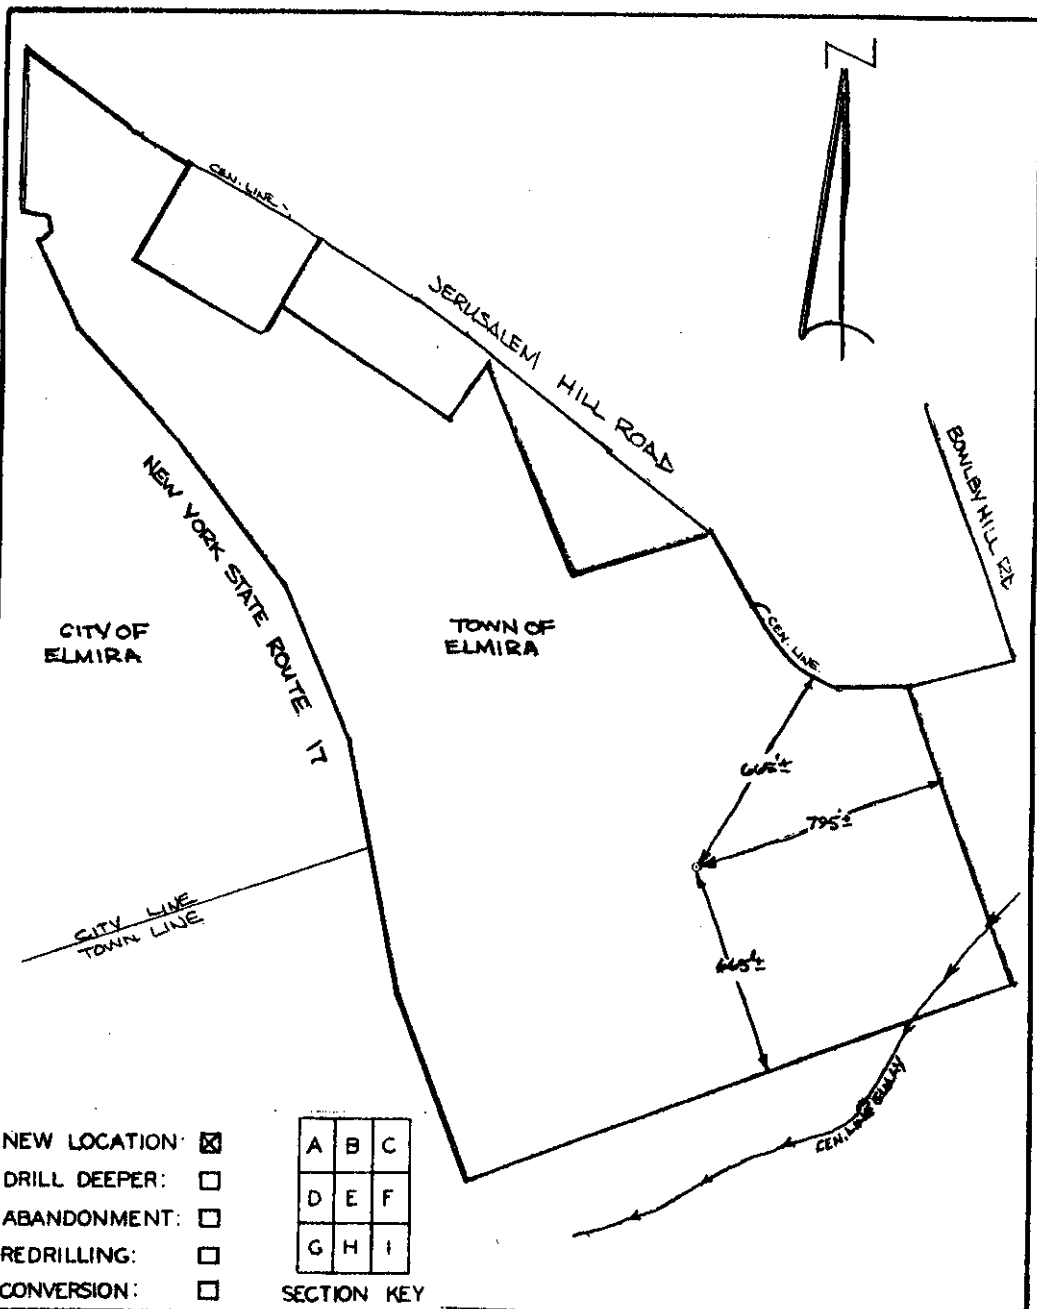 N
CEN. LINE
JERUSALEM HILL ROAD
BOWLBY HILL RD
NEW YORK STATE ROUTE 17
CITY OF
ELMIRA
TOWN OF
ELMIRA
CEN. LINE
795'±
665'±
CITY LINE
TOWN LINE
CEN. LINE
NEW LOCATION: ☒
DRILL DEEPER: ☐
ABANDONMENT: ☐
REDRILLING: ☐
CONVERSION: ☐
A B C
D E F
G H I
SECTION KEY